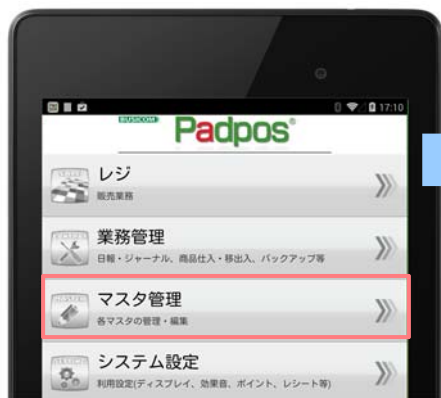 17:10
BUSICOM
Padpos®
レジ
販売業務
業務管理
日報・ジャーナル、商品仕入・移出入、バックアップ等
マスタ管理
各マスタの管理・編集
システム設定
利用設定(ディスプレイ、効果音、ポイント、レシート等)